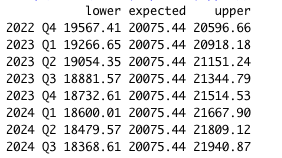 lower expected upper
2022 Q4 19567.41 20075.44 20596.66
2023 Q1 19266.65 20075.44 20918.18
2023 Q2 19054.35 20075.44 21151.24
2023 Q3 18881.57 20075.44 21344.79
2023 Q4 18732.61 20075.44 21514.53
2024 Q1 18600.01 20075.44 21667.90
2024 Q2 18479.57 20075.44 21809.12
2024 Q3 18368.61 20075.44 21940.87